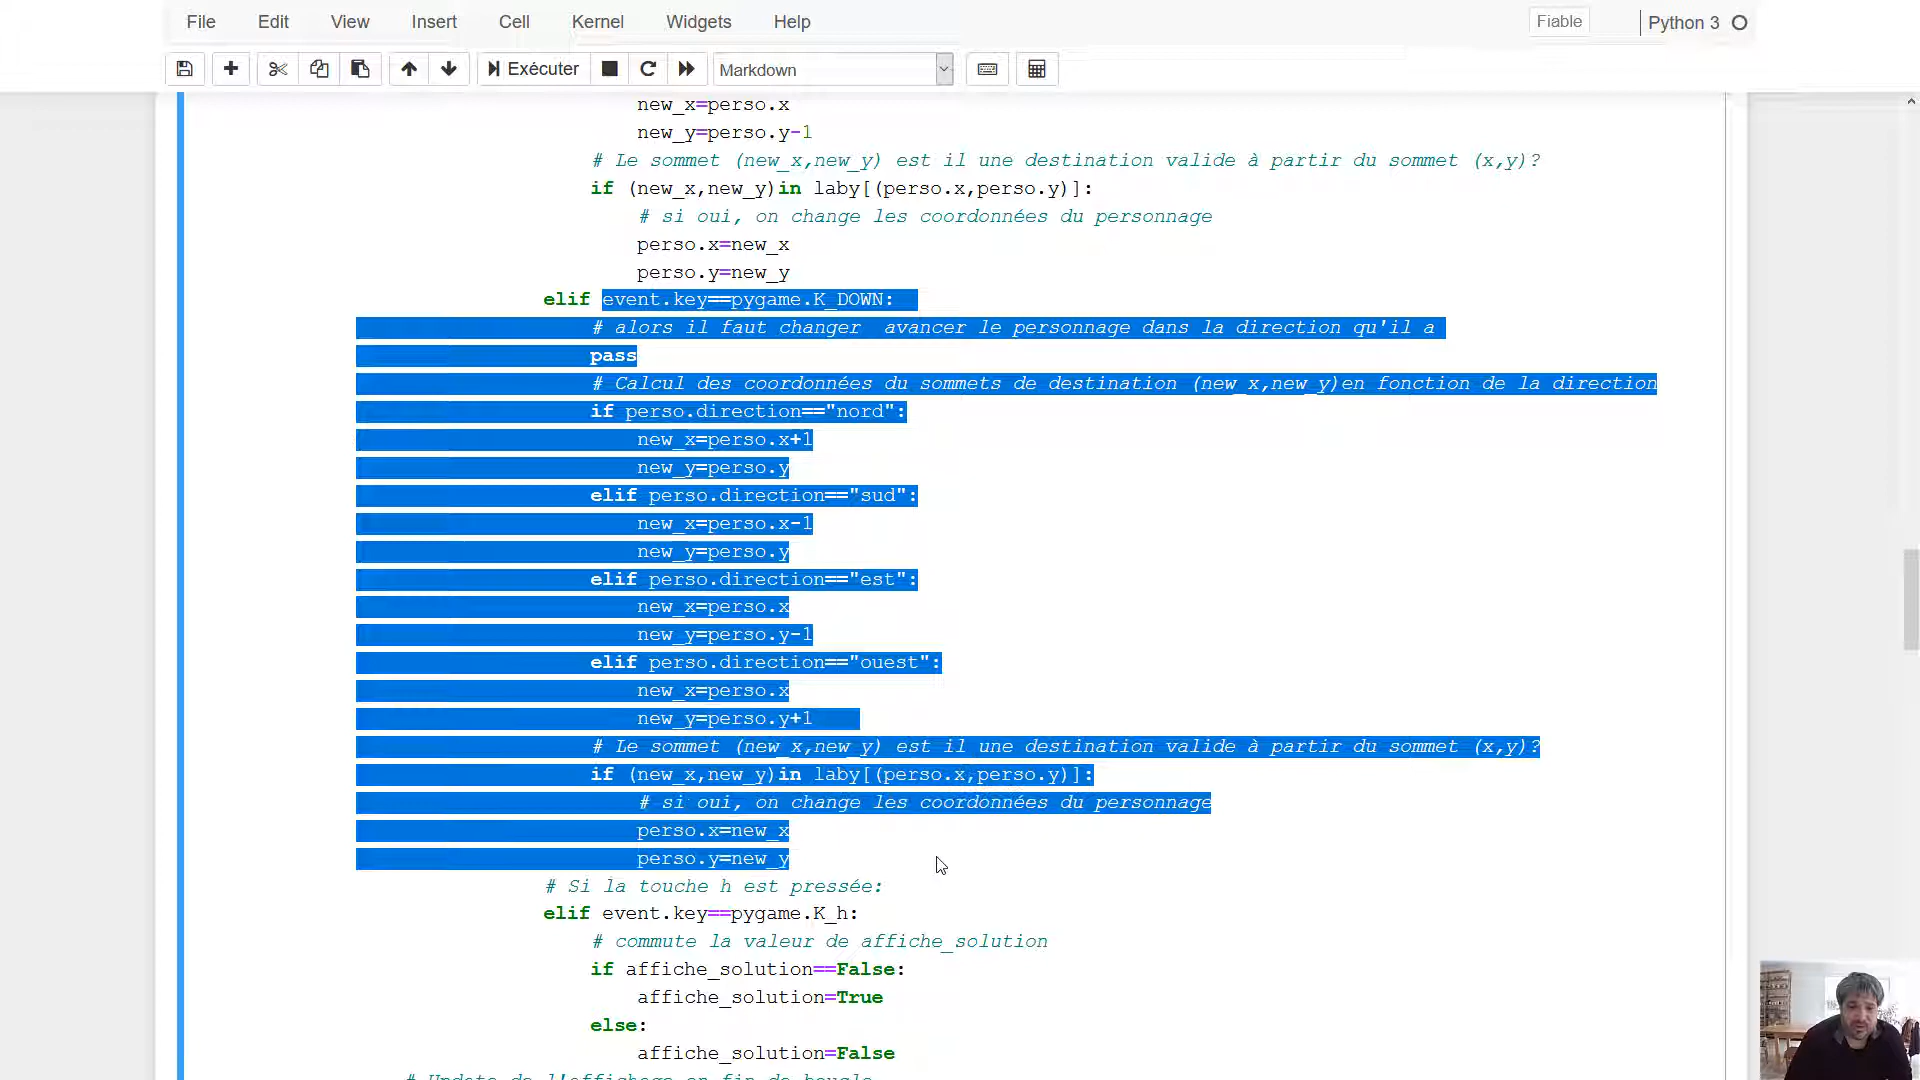 File Edit View Insert Cell Kernel Widgets Help Fiable Python 3
Exécuter Markdown
new_x=perso.x
new_y=perso.y-1
# Le sommet (new_x,new_y) est il une destination valide à partir du sommet (x,y)?
if (new_x,new_y)in laby[(perso.x,perso.y)]:
# si oui, on change les coordonnées du personnage
perso.x=new_x
perso.y=new_y
elif event.key==pygame.K_DOWN:
# alors il faut changer  avancer le personnage dans la direction qu'il a
pass
# Calcul des coordonnées du sommets de destination (new_x,new_y)en fonction de la direction
if perso.direction=="nord":
new_x=perso.x+1
new_y=perso.y
elif perso.direction=="sud":
new_x=perso.x-1
new_y=perso.y
elif perso.direction=="est":
new_x=perso.x
new_y=perso.y-1
elif perso.direction=="ouest":
new_x=perso.x
new_y=perso.y+1
# Le sommet (new_x,new_y) est il une destination valide à partir du sommet (x,y)?
if (new_x,new_y)in laby[(perso.x,perso.y)]:
# si oui, on change les coordonnées du personnage
perso.x=new_x
perso.y=new_y
# Si la touche h est pressée:
elif event.key==pygame.K_h:
# commute la valeur de affiche_solution
if affiche_solution==False:
affiche_solution=True
else:
affiche_solution=False
# Update de l'affichage en fin de boucle